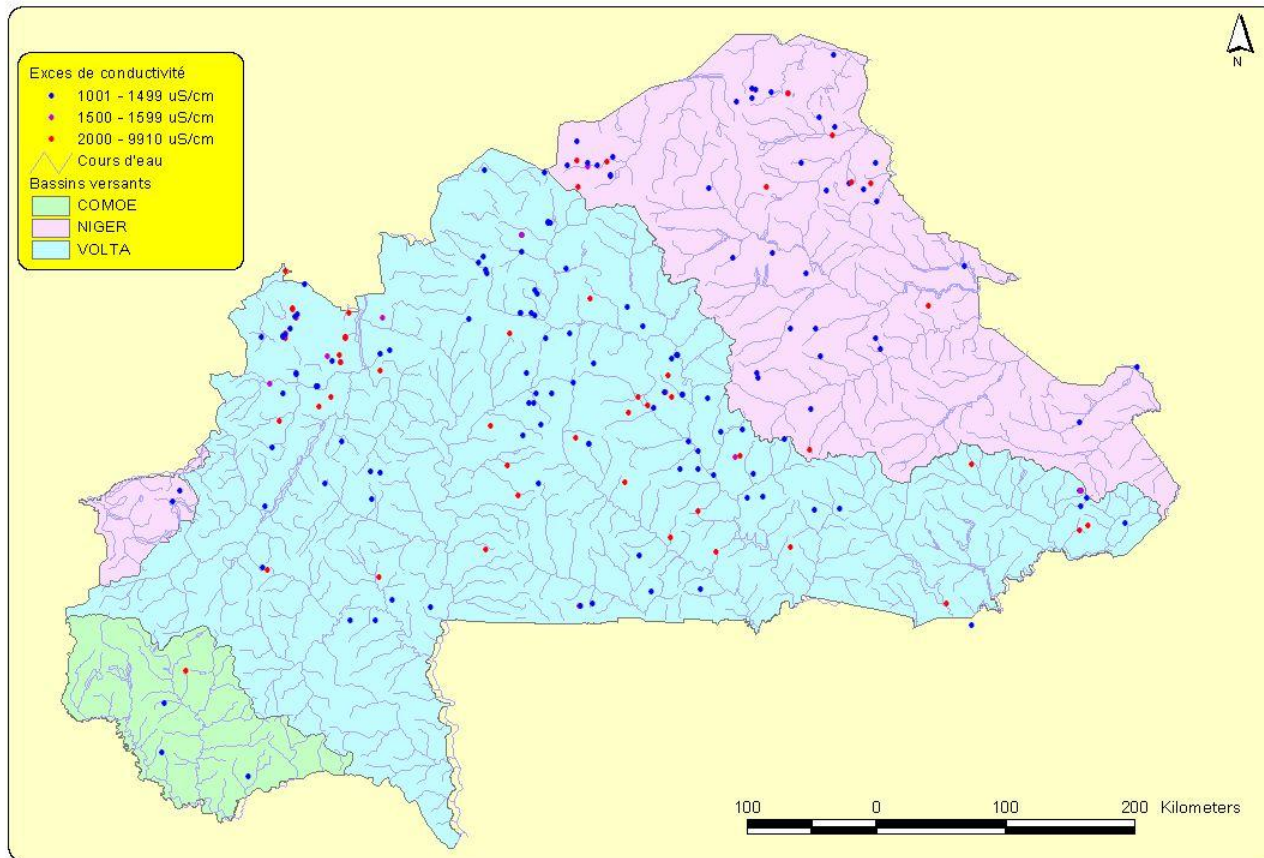 N
Exces de conductivité
1001 - 1499 uS/cm
1500 - 1599 uS/cm
2000 - 9910 uS/cm
Cours d'eau
Bassins versants
COMOE
NIGER
VOLTA
100 0 100 200 Kilometers